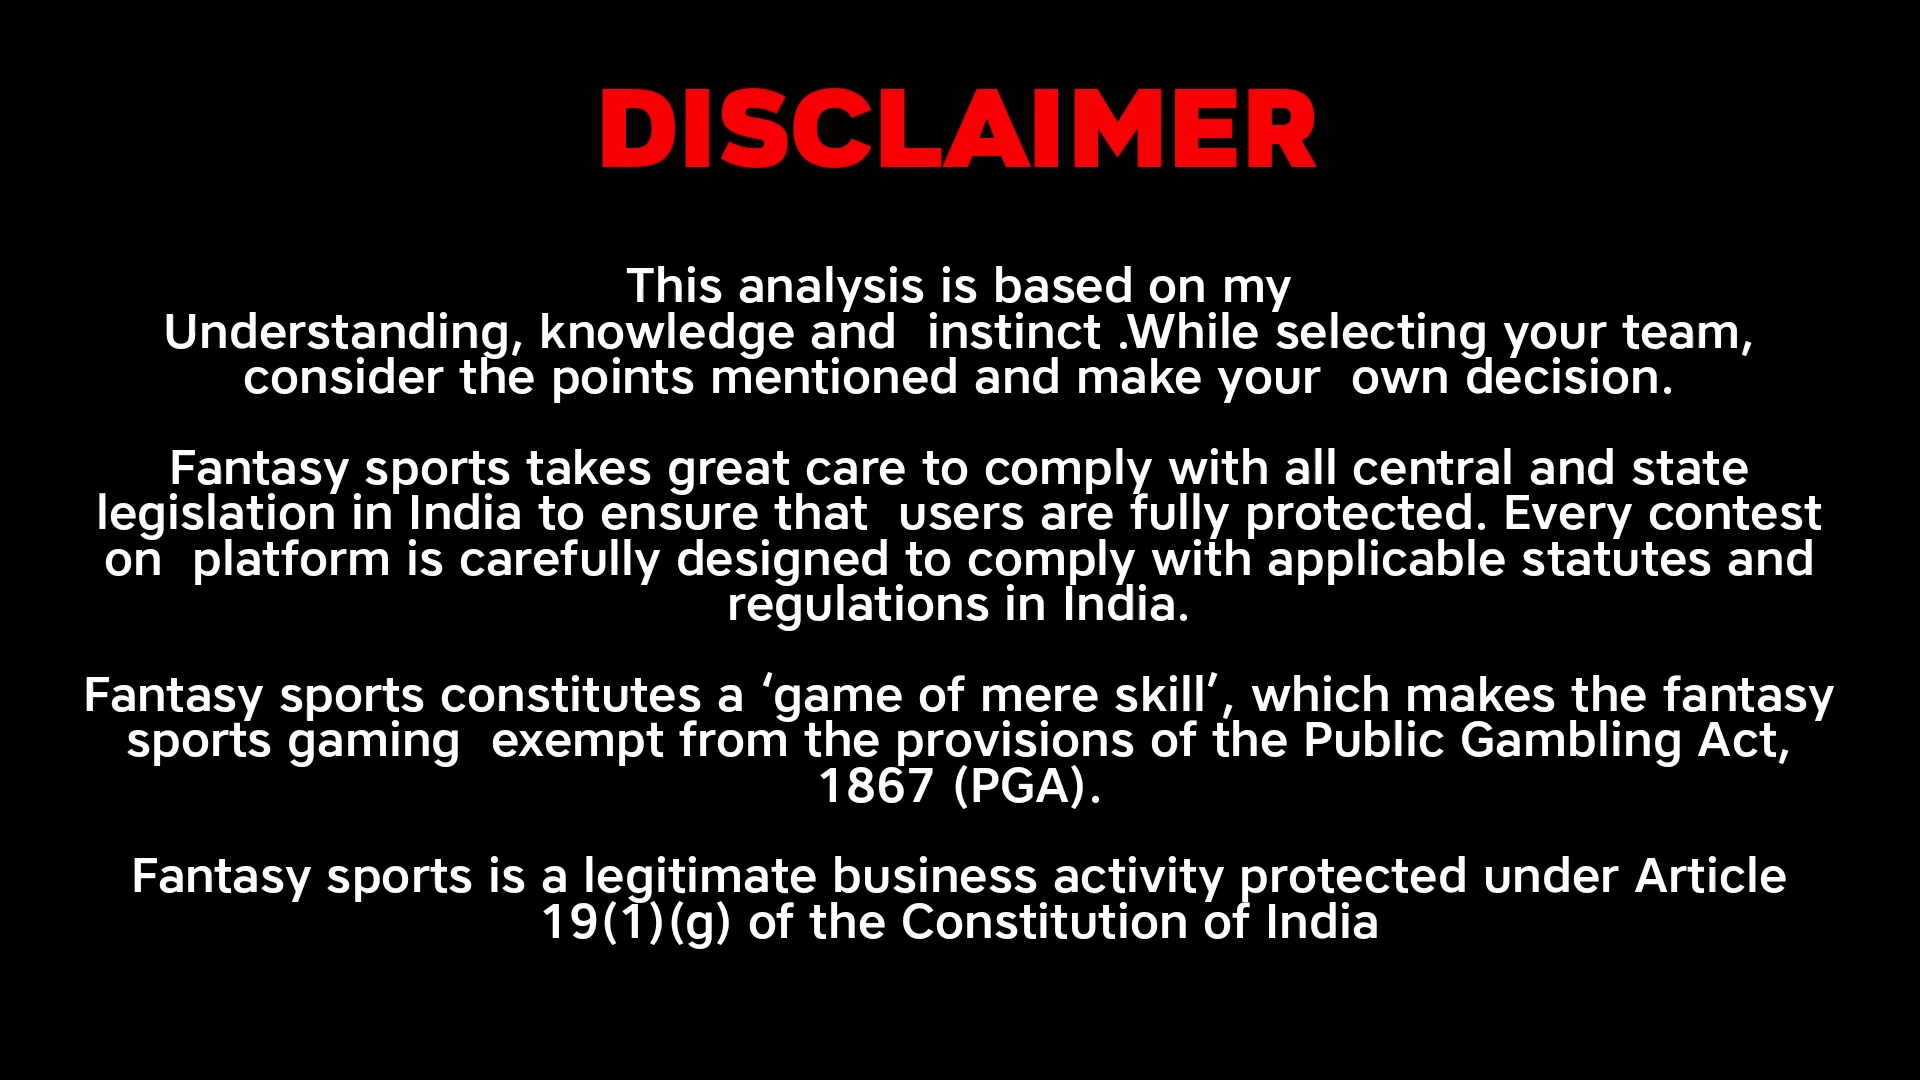 DISCLAIMER
This analysis is based on my
Understanding, knowledge and  instinct .While selecting your team,
consider the points mentioned and make your  own decision.
Fantasy sports takes great care to comply with all central and state
legislation in India to ensure that  users are fully protected. Every contest
on  platform is carefully designed to comply with applicable statutes and
regulations in India.
Fantasy sports constitutes a ‘game of mere skill’, which makes the fantasy
sports gaming  exempt from the provisions of the Public Gambling Act,
1867 (PGA).
Fantasy sports is a legitimate business activity protected under Article
19(1)(g) of the Constitution of India